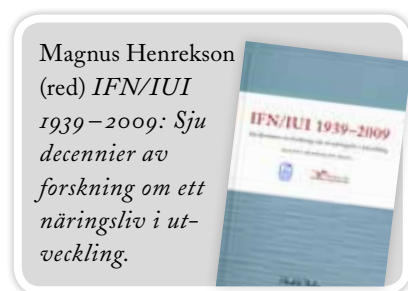 Magnus Henrekson
(red) IFN/IUI
1939–2009: Sju
decennier av
forskning om ett
näringsliv i ut-
veckling.
IFN/IUI 1939–2009